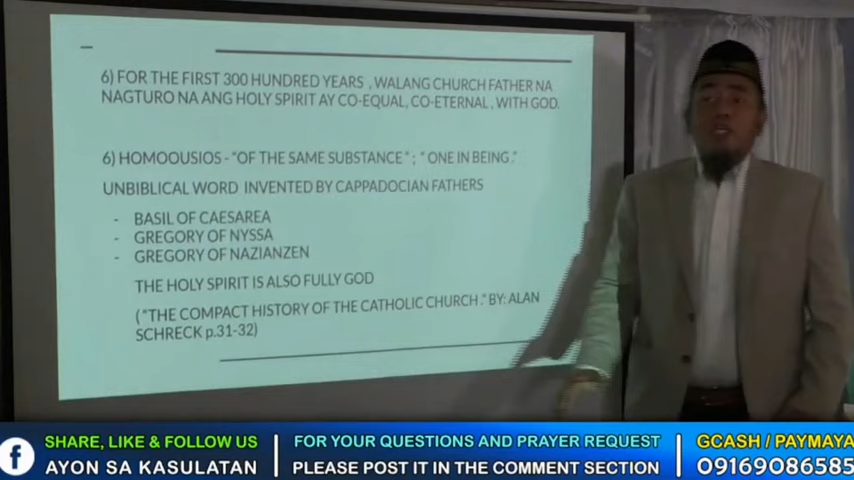 6) FOR THE FIRST 300 HUNDRED YEARS , WALANG CHURCH FATHER NA
NAGTURO NA ANG HOLY SPIRIT AY CO-EQUAL, CO-ETERNAL , WITH GOD.
6) HOMOOUSIOS - "OF THE SAME SUBSTANCE" ; " ONE IN BEING."
UNBIBLICAL WORD INVENTED BY CAPPADOCIAN FATHERS
- BASIL OF CAESAREA
- GREGORY OF NYSSA
- GREGORY OF NAZIANZEN
THE HOLY SPIRIT IS ALSO FULLY GOD
("THE COMPACT HISTORY OF THE CATHOLIC CHURCH ." BY: ALAN
SCHRECK p.31-32)
SHARE, LIKE & FOLLOW US
AYON SA KASULATAN
FOR YOUR QUESTIONS AND PRAYER REQUEST
PLEASE POST IT IN THE COMMENT SECTION
GCASH / PAYMAYA
09169086585